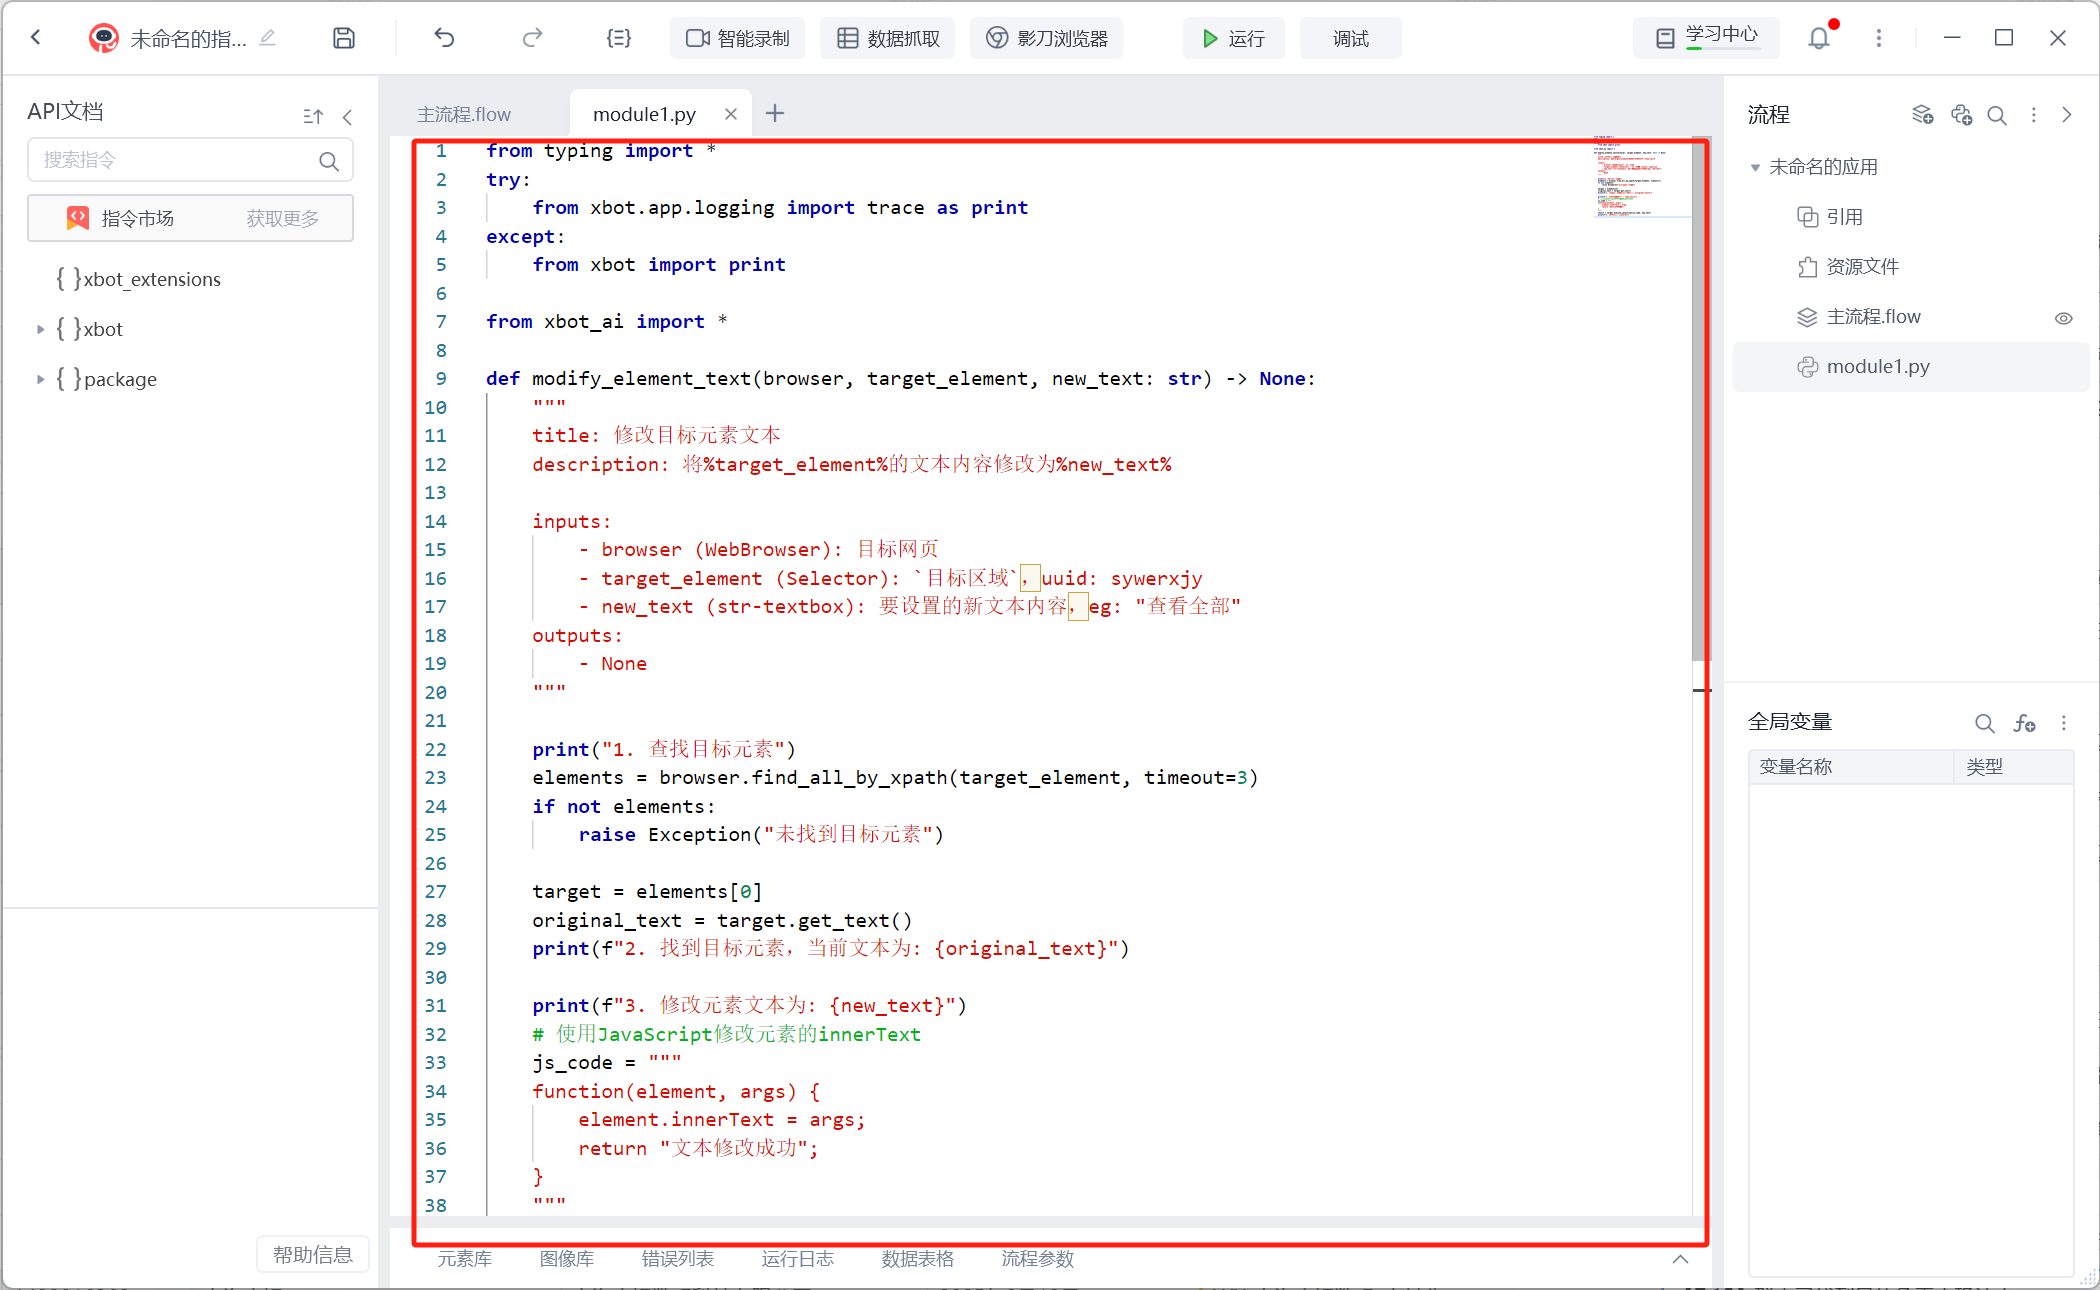 未命名的指...
智能录制
数据抓取
影刀浏览器
运行
调试
学习中心
API文档
搜索指令
指令市场 获取更多
{ }xbot_extensions
{ }xbot
{ }package
帮助信息
主流程.flow
module1.py
1 from typing import *
2 try:
3 from xbot.app.logging import trace as print
4 except:
5 from xbot import print
6
7 from xbot_ai import *
8
9 def modify_element_text(browser, target_element, new_text: str) -> None:
10 """
11 title: 修改目标元素文本
12 description: 将%target_element%的文本内容修改为%new_text%
13
14 inputs:
15 - browser (WebBrowser): 目标网页
16 - target_element (Selector): `目标区域`，uuid: sywerxjy
17 - new_text (str-textbox): 要设置的新文本内容，eg: "查看全部"
18 outputs:
19 - None
20 """
21
22 print("1. 查找目标元素")
23 elements = browser.find_all_by_xpath(target_element, timeout=3)
24 if not elements:
25 raise Exception("未找到目标元素")
26
27 target = elements[0]
28 original_text = target.get_text()
29 print(f"2. 找到目标元素，当前文本为: {original_text}")
30
31 print(f"3. 修改元素文本为: {new_text}")
32 # 使用JavaScript修改元素的innerText
33 js_code = """
34 function(element, args) {
35 element.innerText = args;
36 return "文本修改成功";
37 }
38 """
元素库
图像库
错误列表
运行日志
数据表格
流程参数
流程
未命名的应用
引用
资源文件
主流程.flow
module1.py
全局变量
变量名称 类型